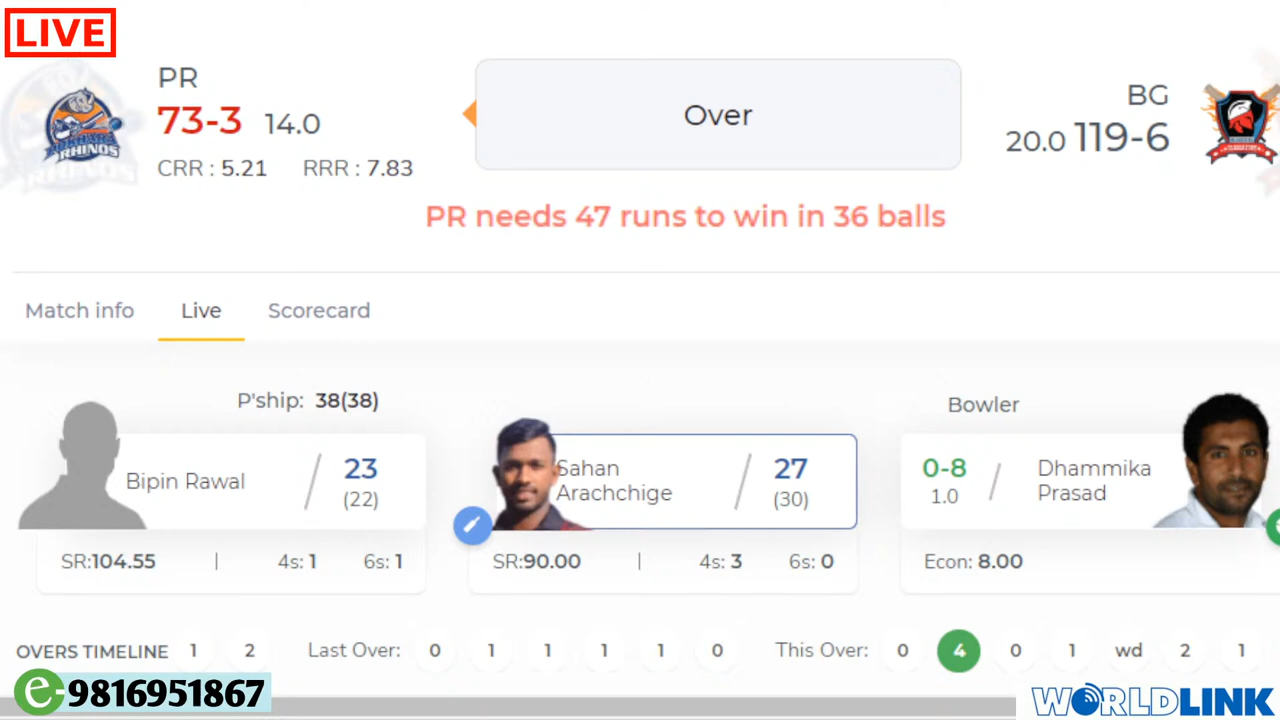 LIVE
PR
73-3 14.0
CRR : 5.21 RRR : 7.83
Over
BG
20.0 119-6
POKHARA
RHINOS
PR needs 47 runs to win in 36 balls
Match info Live Scorecard
P'ship: 38(38)
Bipin Rawal 23
(22)
SR:104.55 | 4s: 1 6s: 1
Sahan
Arachchige 27
(30)
SR:90.00 | 4s: 3 6s: 0
Bowler
0-8
1.0
Dhammika
Prasad
Econ: 8.00
OVERS TIMELINE 1 2 Last Over: 0 1 1 1 1 0 This Over: 0 4 0 1 wd 2 1
e-9816951867
WORLDLINK